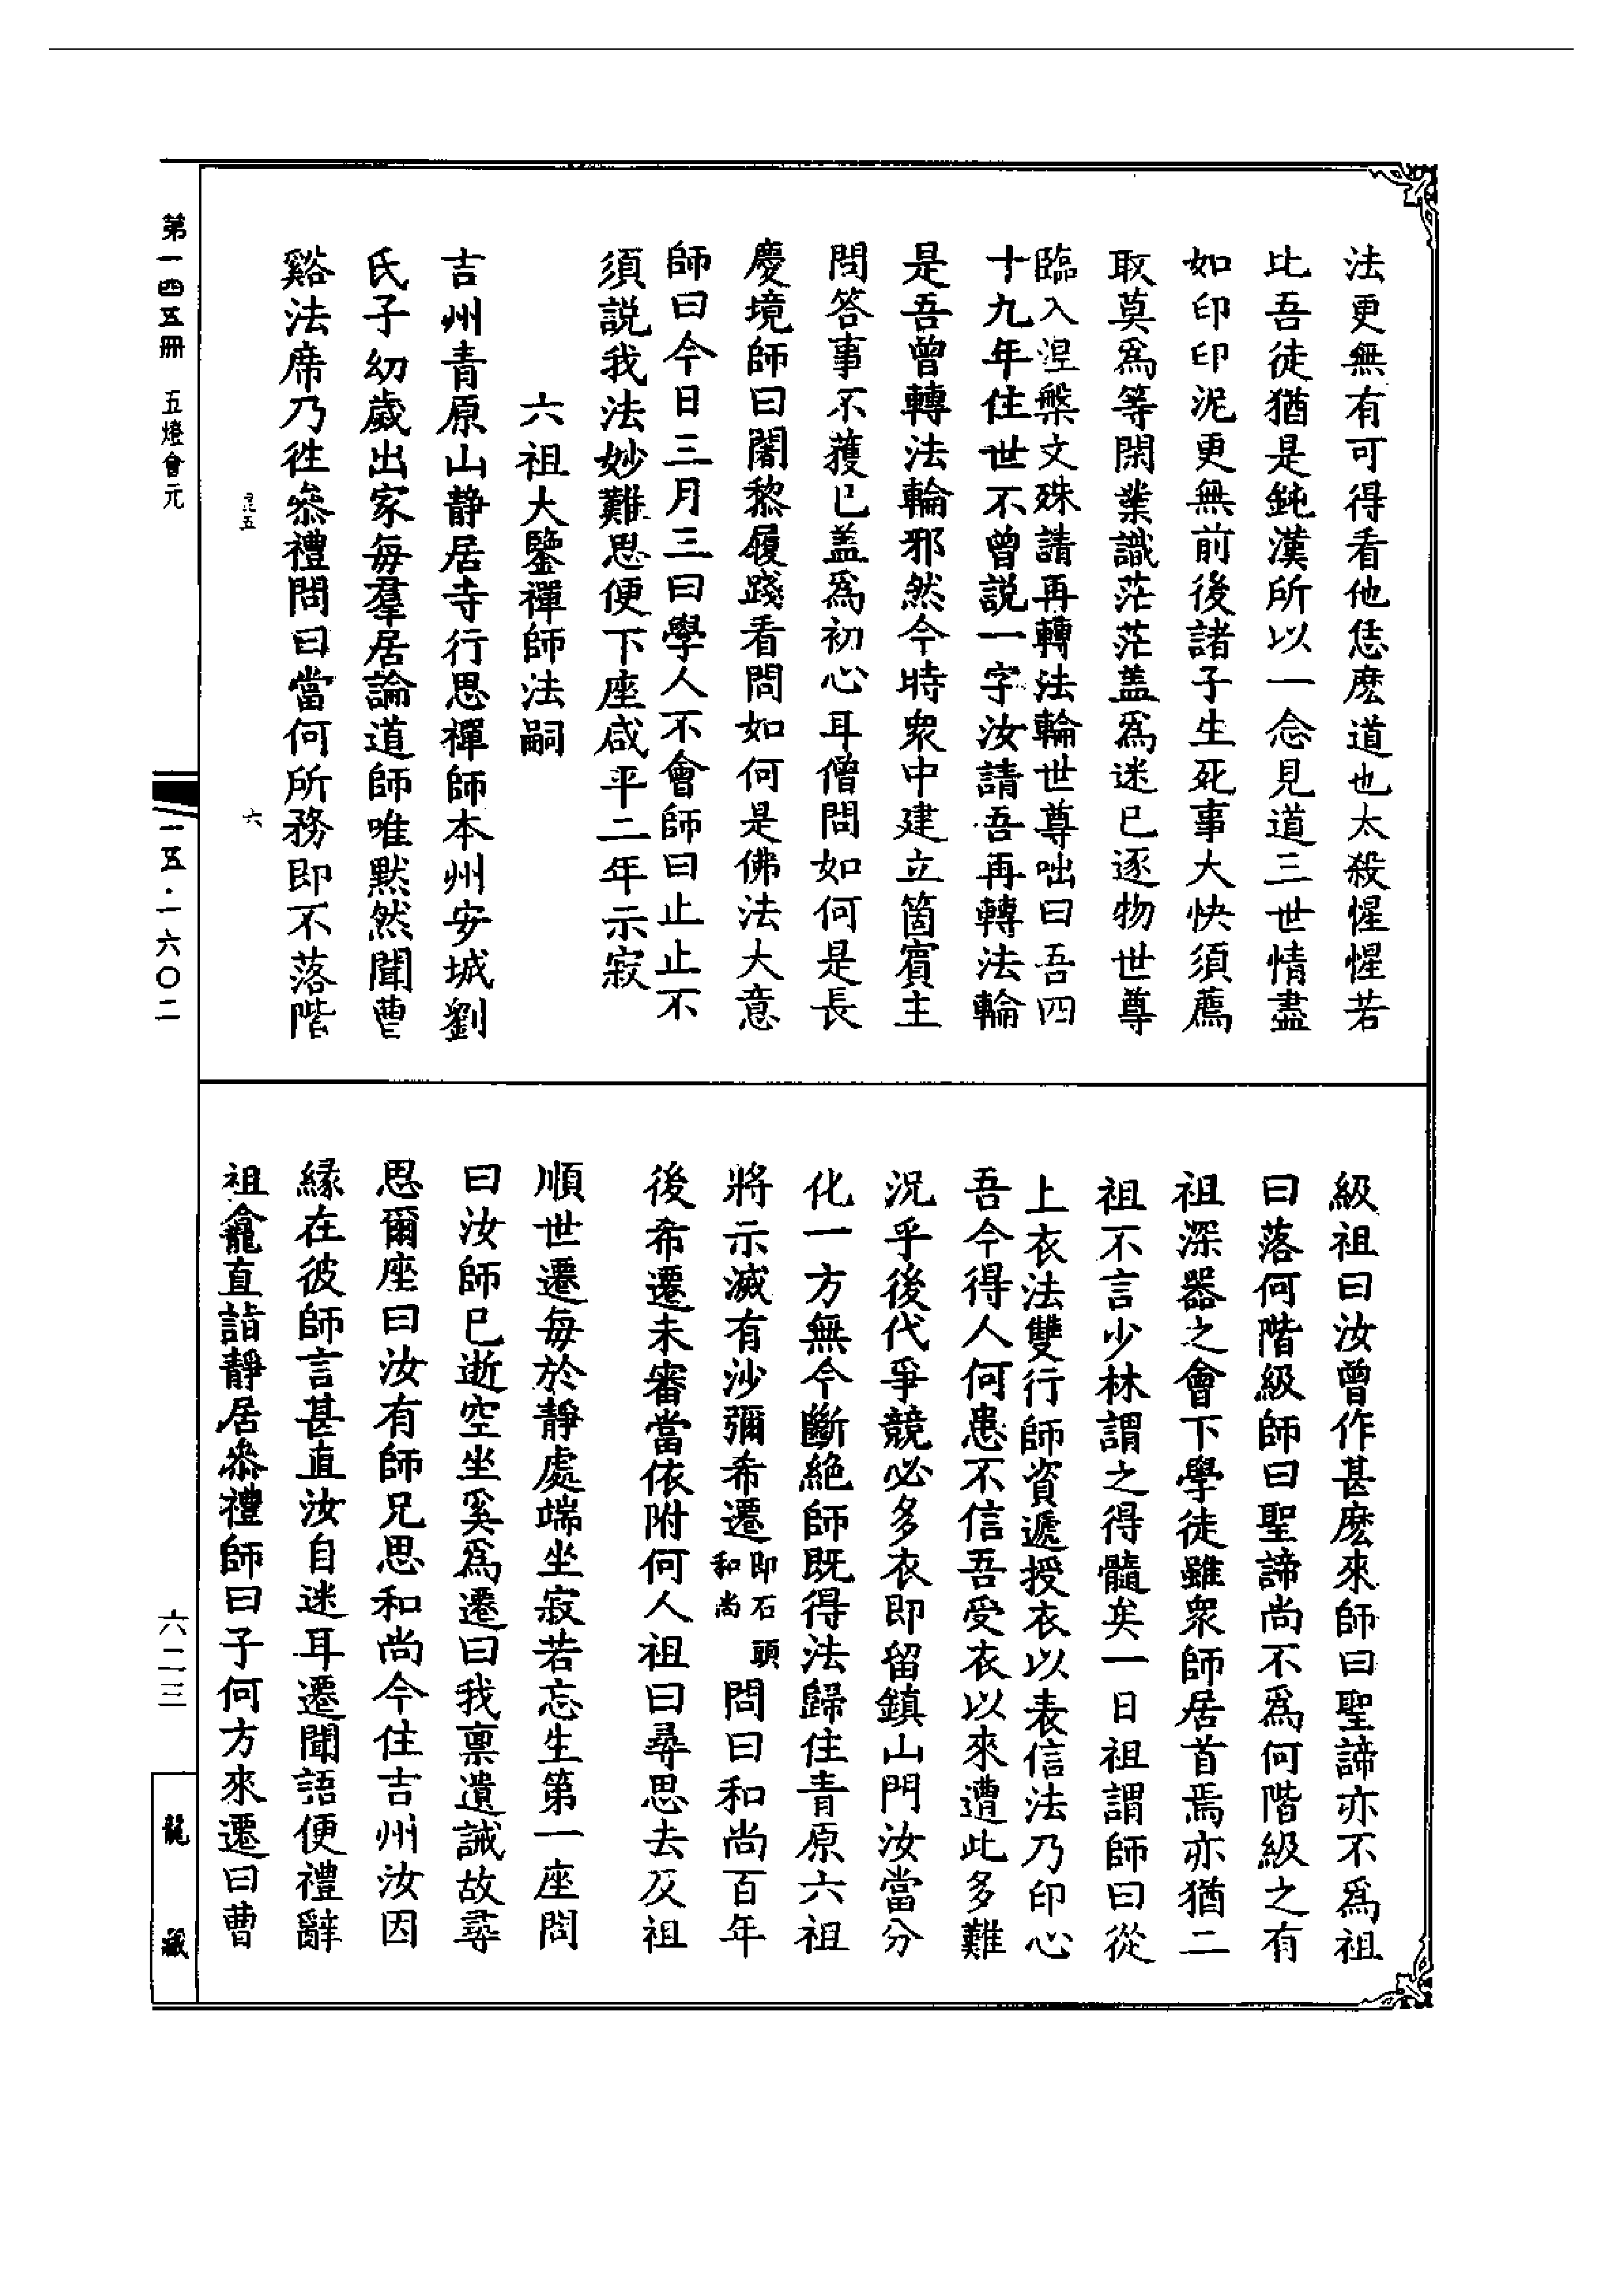 法更無有可得看他恁麽道也太殺惺惺若
比吾徒猶是鈍漢所以一念見道三世情盡
如印印泥更無前後諸子生死事大快須薦
取莫爲等閑業識茫茫盖爲迷已逐物世尊
臨入涅槃文殊請再轉法輪世尊咄曰吾四
十九年住世不曾說一字汝請吾再轉法輪
是吾曾轉法輪邪然今時衆中建立箇賓主
問答事不獲已盖爲初心耳僧問如何是長
慶境師曰闍黎履踐看問如何是佛法大意
師曰今日三月三曰學人不會師曰止止不
須說我法妙難思便下座咸平二年示寂
六祖大鑒禪師法嗣
吉州青原山靜居寺行思禪師本州安城劉
氏子幼歲出家每羣居論道師唯默然聞曹
谿法席乃徃叅禮問曰當何所務即不落階
昆五
六
級祖曰汝曾作甚麽來師曰聖諦亦不爲祖
曰落何階級師曰聖諦尚不爲何階級之有
祖深器之會下學徒雖衆師居首焉亦猶二
祖不言少林謂之得髓矣一日祖謂師曰從
上衣法雙行師資遞授衣以表信法乃印心
吾今得人何患不信吾受衣以來遭此多難
況乎後代爭競必多衣即留鎮山門汝當分
化一方無令斷絶師既得法歸住青原六祖
將示滅有沙彌希遷即石頭和尚問曰和尚百年
後希遷未審當依附何人祖曰尋思去及祖
順世遷每於靜處端坐寂若忘生第一座問
曰汝師已逝空坐奚爲遷曰我稟遺誡故尋
思爾座曰汝有師兄思和尚今住吉州汝因
緣在彼師言甚直汝自迷耳遷聞語便禮辭
祖龕直詣靜居叅禮師曰子何方來遷曰曹
第一四五冊 五燈會元
一五·一六〇二
六二三
龍藏